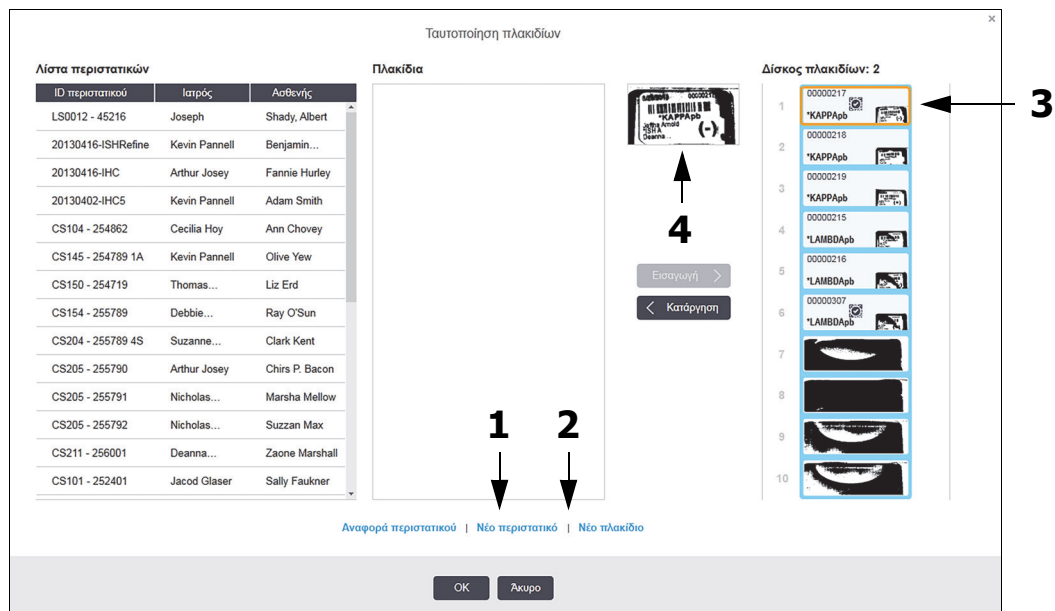 ×
Ταυτοποίηση πλακιδίων
Λίστα περιστατικών
ID περιστατικού Ιατρός Ασθενής
LS0012 - 45216 Joseph Shady, Albert
20130416-ISHRefine Kevin Pannell Benjamin...
20130416-IHC Arthur Josey Fannie Hurley
20130402-IHC5 Kevin Pannell Adam Smith
CS104 - 254862 Cecilia Hoy Ann Chovey
CS145 - 254789 1A Kevin Pannell Olive Yew
CS150 - 254719 Thomas... Liz Erd
CS154 - 255789 Debbie... Ray O'Sun
CS204 - 255789 4S Suzanne... Clark Kent
CS205 - 255790 Arthur Josey Chirs P. Bacon
CS205 - 255791 Nicholas... Marsha Mellow
CS205 - 255792 Nicholas... Suzzan Max
CS211 - 256001 Deanna... Zaone Marshall
CS101 - 252401 Jacod Glaser Sally Faukner
Πλακίδια
*KAPPApb
Jeffha Arnold
*ISH A
Deanna...
(-)
4
Εισαγωγή >
< Κατάργηση
Δίσκος πλακιδίων: 2
1 00000217
*KAPPApb
3
2 00000218
*KAPPApb
3 00000219
*KAPPApb
(-)
4 00000215
*LAMBDApb
5 00000216
*LAMBDApb
6 00000307
*LAMBDApb
7
8
9
10
1 2
Αναφορά περιστατικού | Νέο περιστατικό | Νέο πλακίδιο
OK Άκυρο